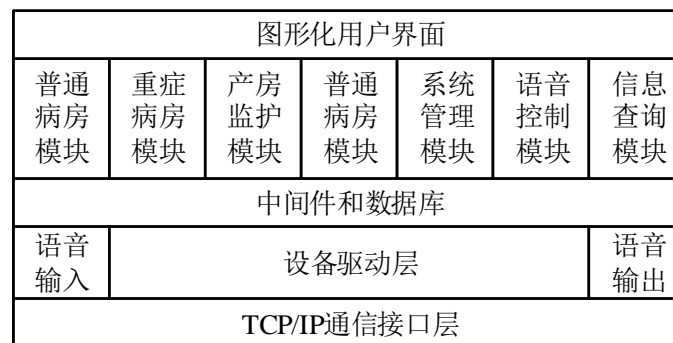 图形化用户界面
普通
病房
模块
重症
病房
模块
产房
监护
模块
普通
病房
模块
系统
管理
模块
语音
控制
模块
信息
查询
模块
中间件和数据库
语音
输入
设备驱动层
语音
输出
TCP/IP通信接口层